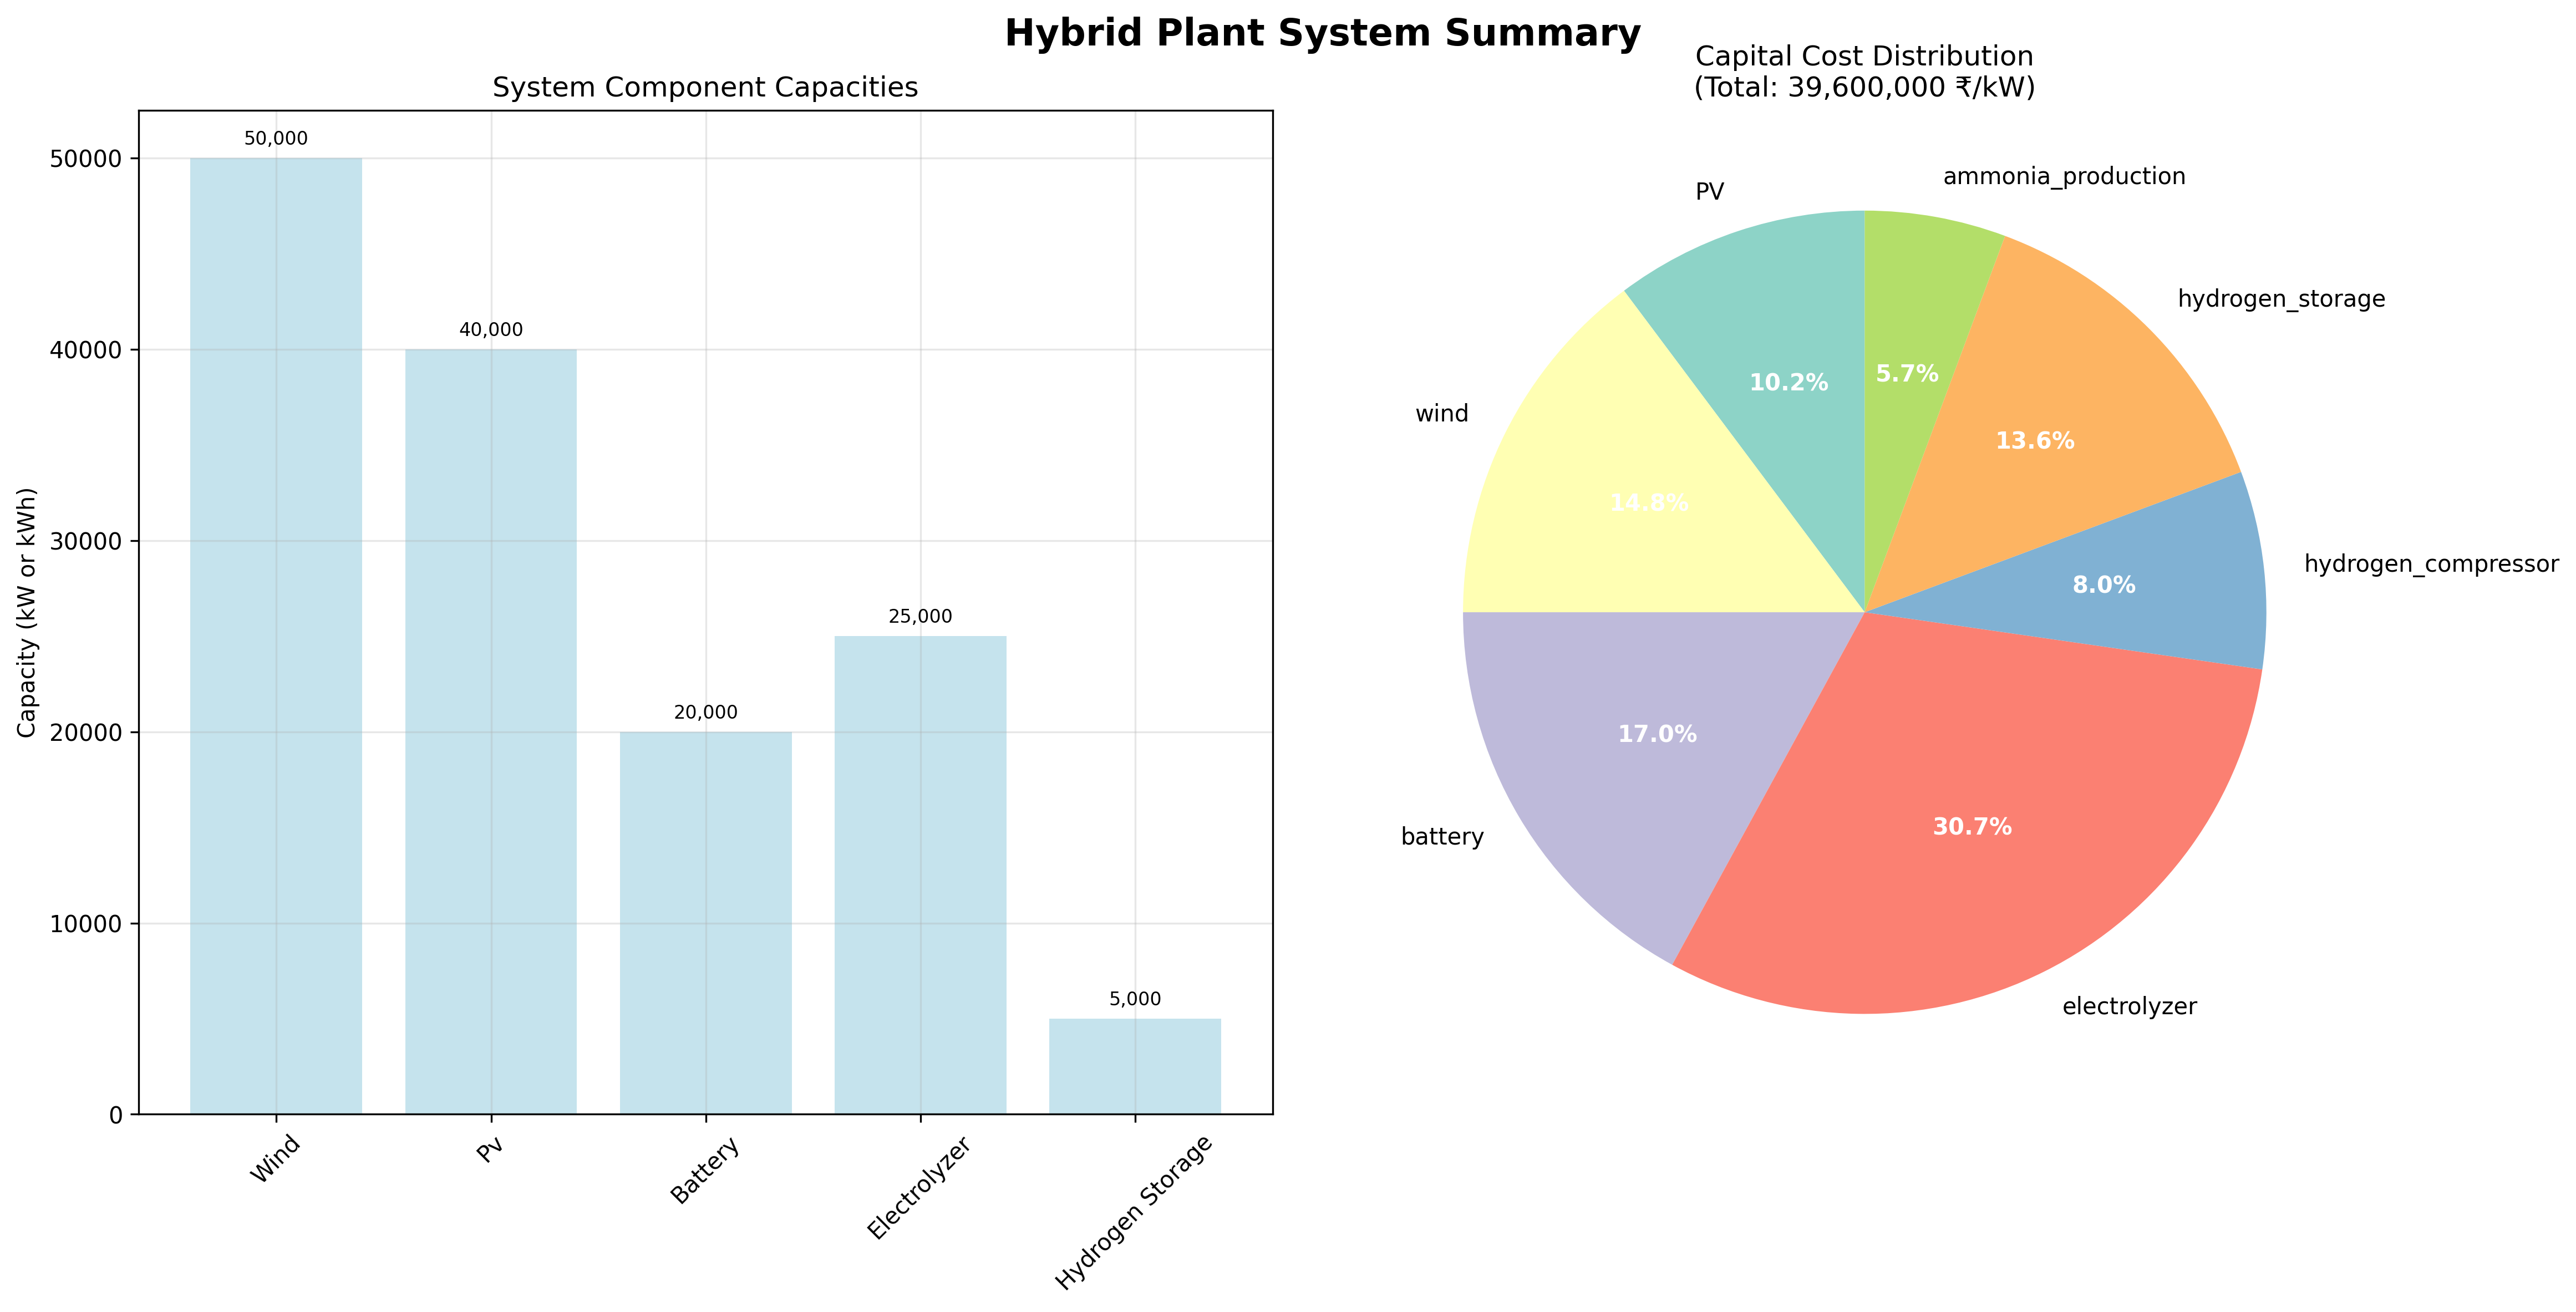 Hybrid Plant System Summary
System Component Capacities
Capacity (kW or kWh)
50000
40000
30000
20000
10000
0
50,000
40,000
20,000
25,000
5,000
Wind
Pv
Battery
Electrolyzer
Hydrogen Storage
Capital Cost Distribution
(Total: 39,600,000 ₹/kW)
PV
10.2%
wind
14.8%
battery
17.0%
electrolyzer
30.7%
hydrogen_compressor
8.0%
hydrogen_storage
13.6%
ammonia_production
5.7%